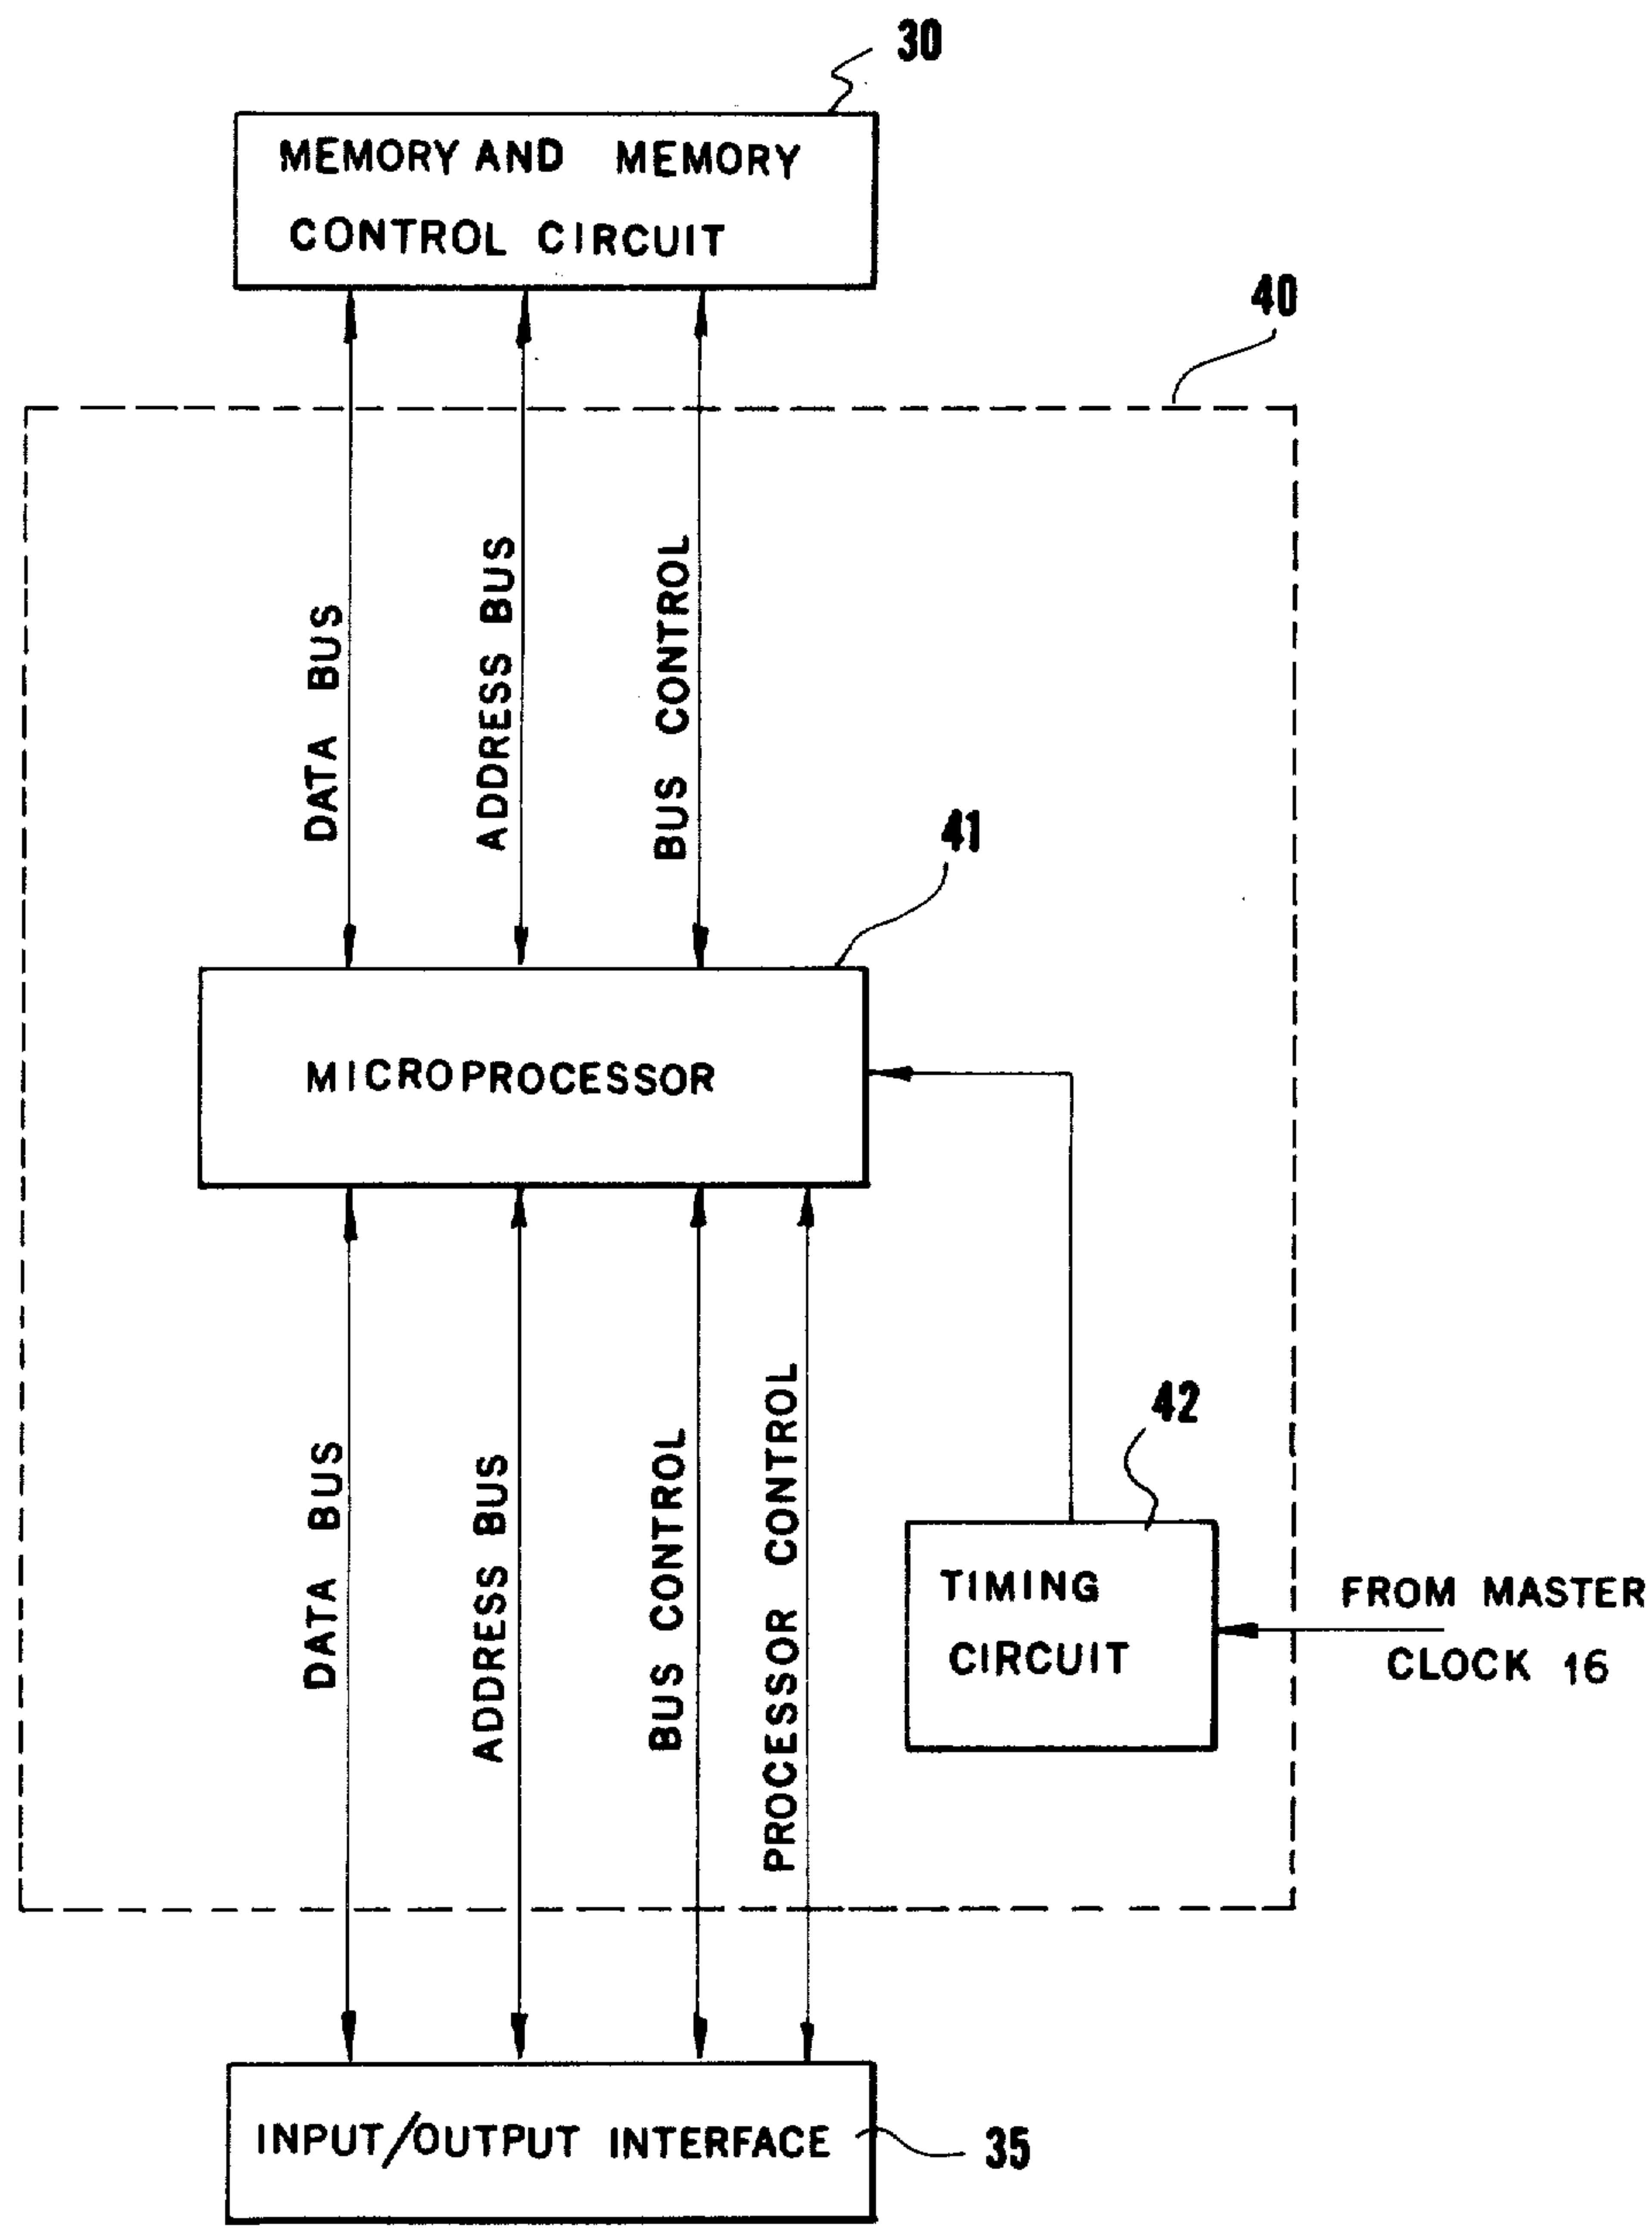 30
MEMORY AND MEMORY
CONTROL CIRCUIT
40
DATA BUS
ADDRESS BUS
BUS CONTROL
41
MICROPROCESSOR
42
DATA BUS
ADDRESS BUS
BUS CONTROL
PROCESSOR CONTROL
TIMING
CIRCUIT
FROM MASTER
CLOCK 16
INPUT/OUTPUT INTERFACE
35